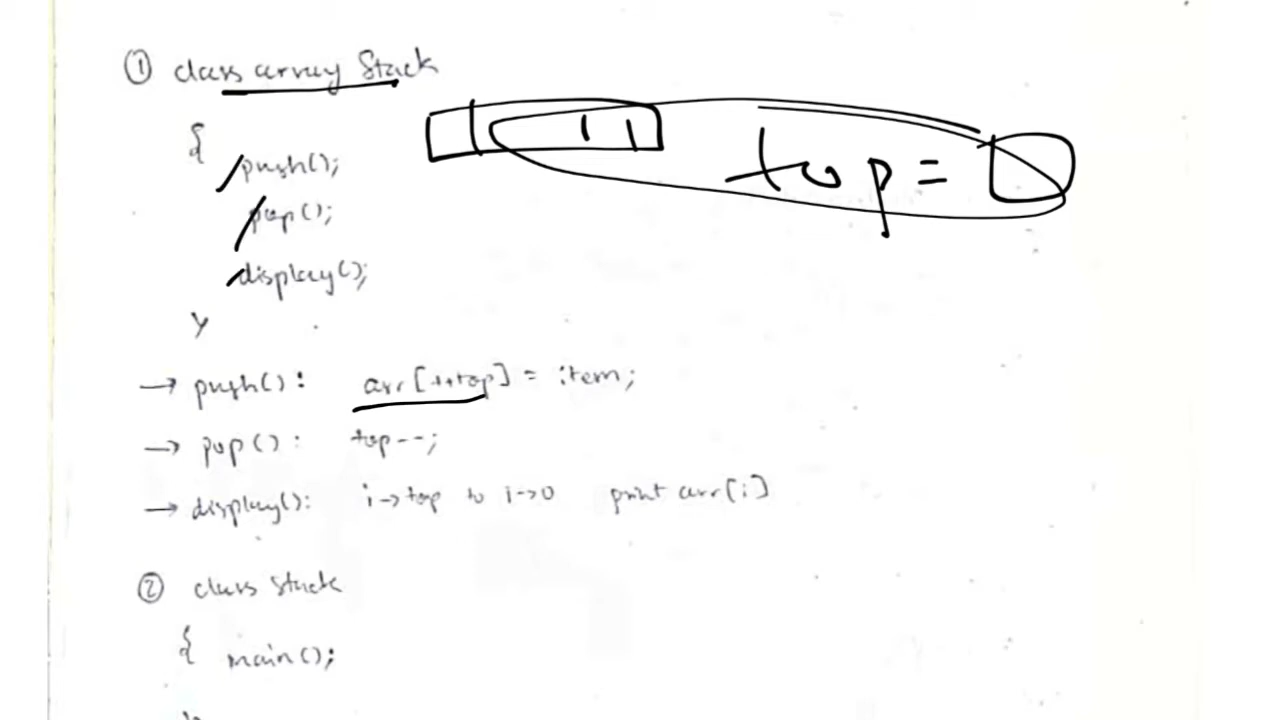 ① class array Stack
{
push();
top =
pop();
display();
}
→ push(): arr[++top] = item;
→ pop(): top--;
→ display(): i→top to i→0 print arr[i]
② class Stack
{ main();